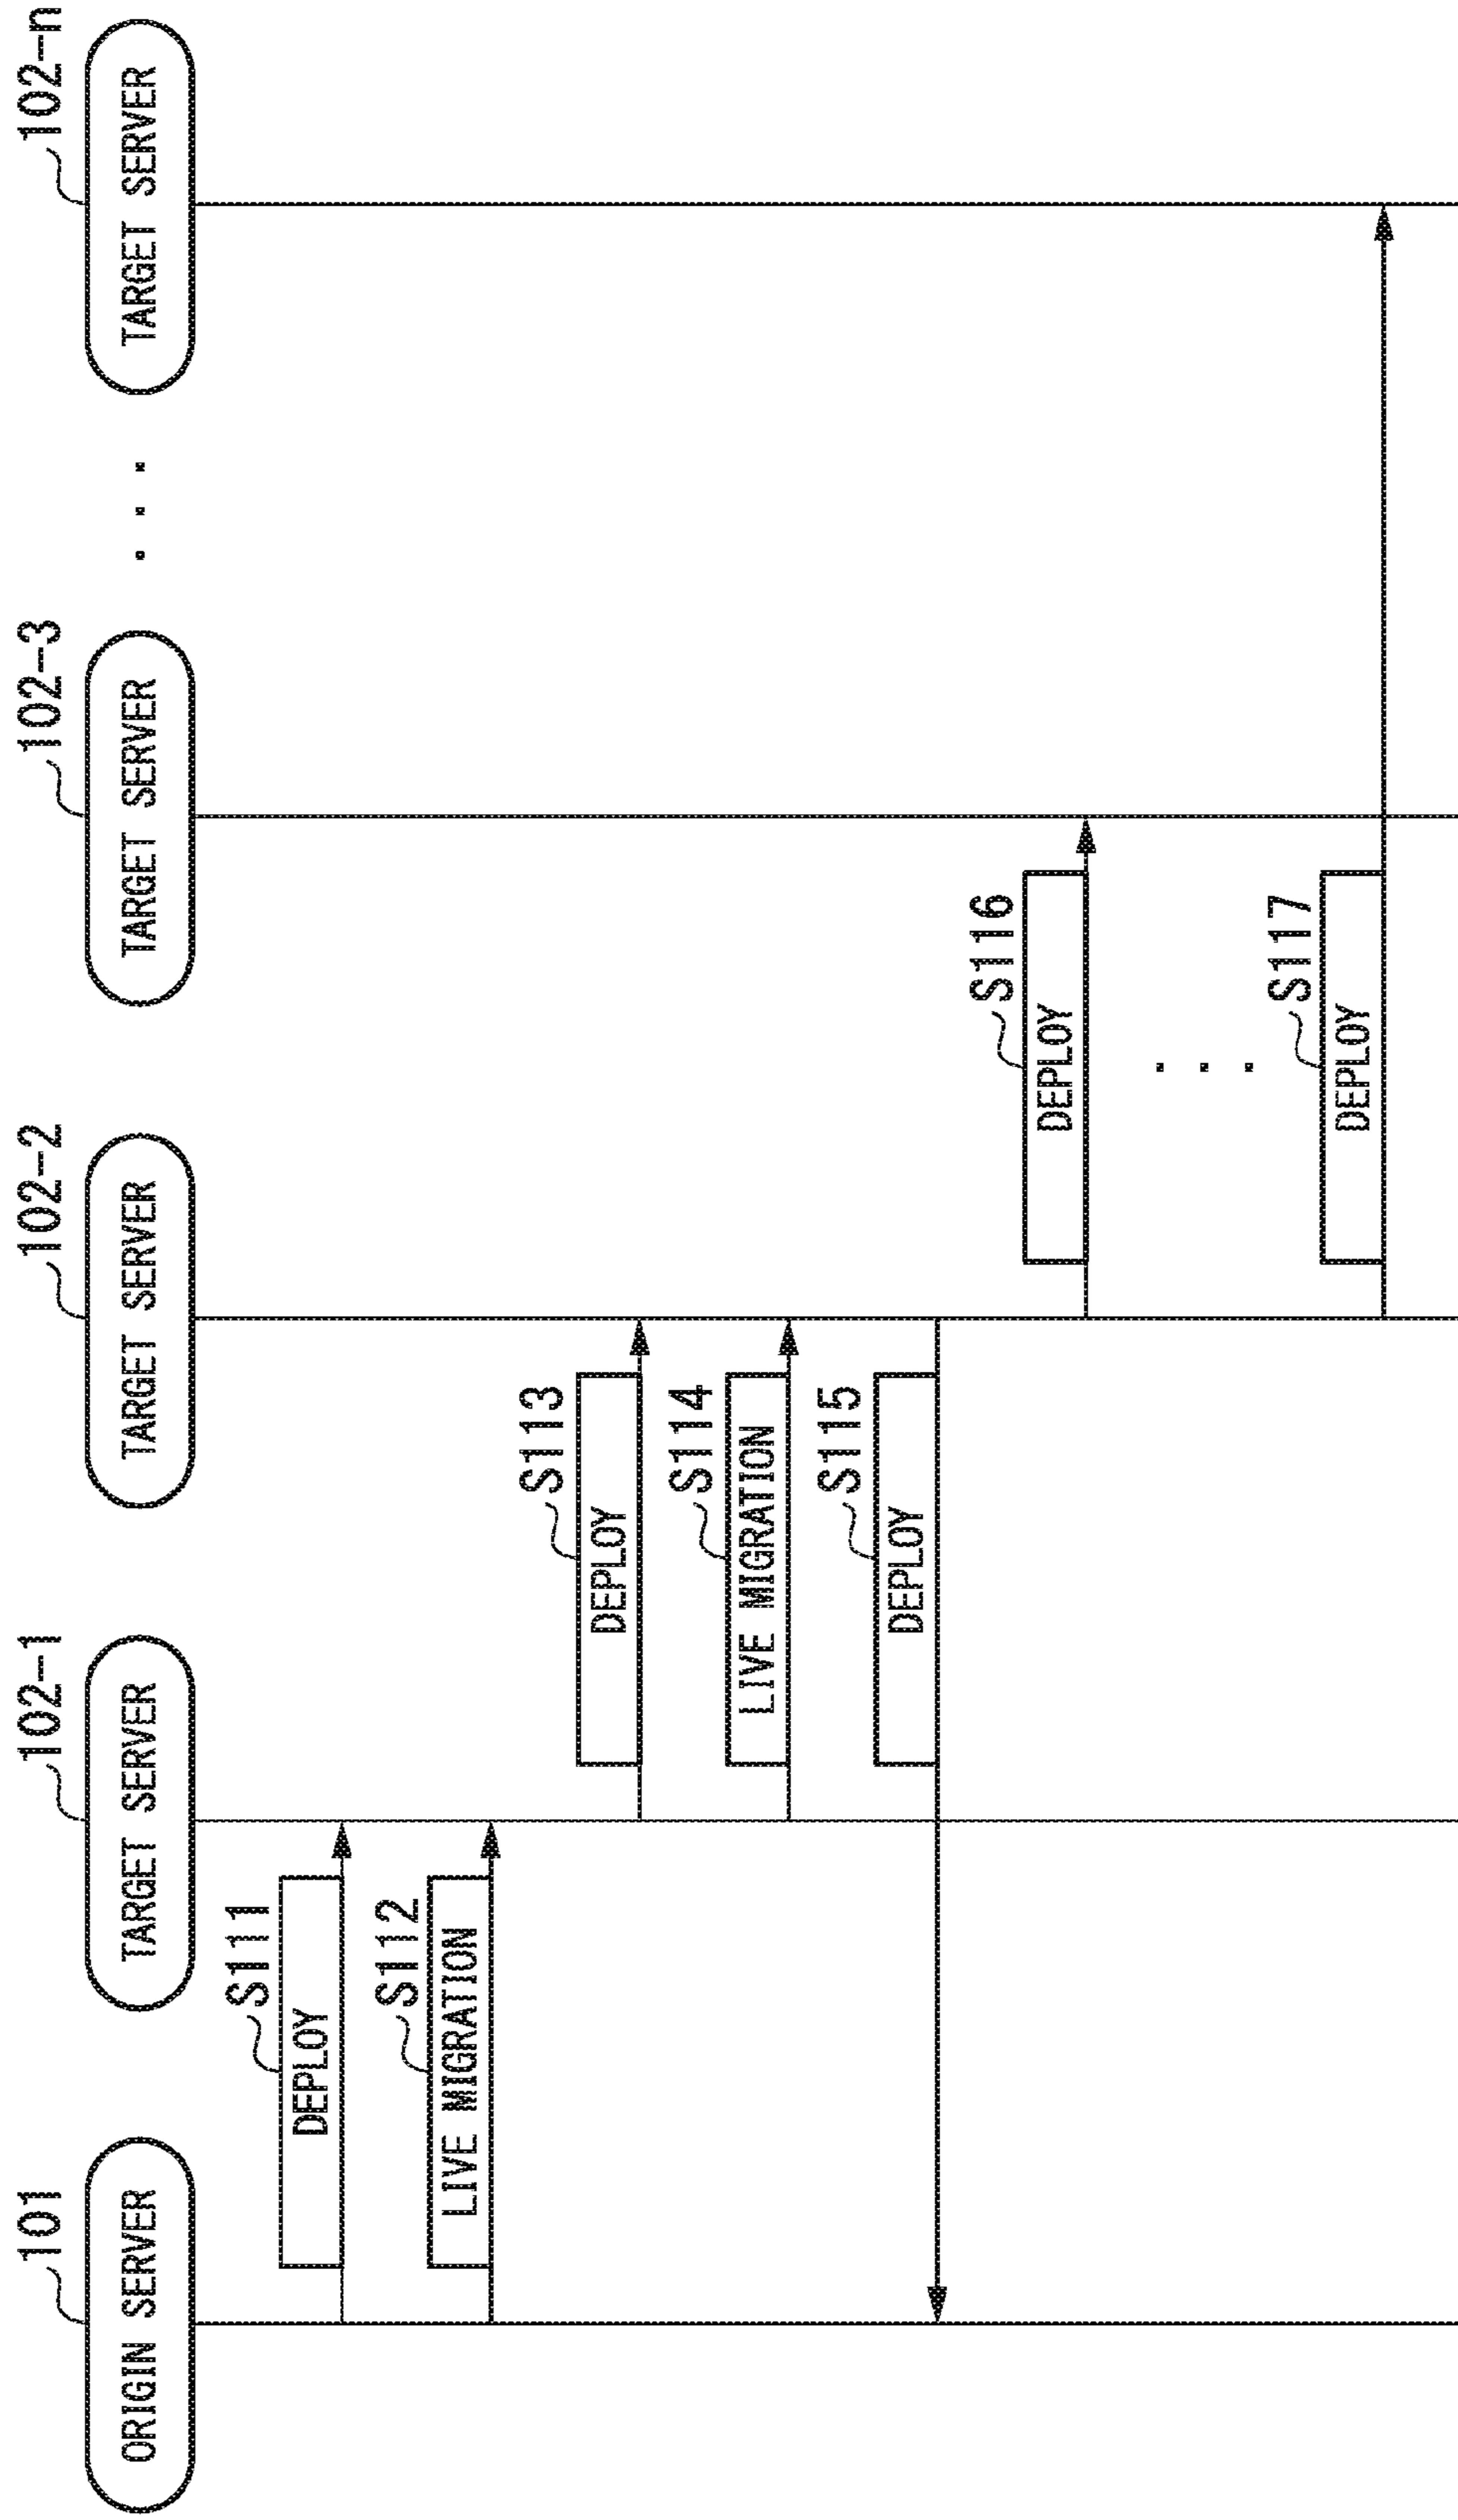 101
ORIGIN SERVER
102-1
TARGET SERVER
102-2
TARGET SERVER
102-3
TARGET SERVER
. . .
102-n
TARGET SERVER
S111
DEPLOY
S112
LIVE MIGRATION
S113
DEPLOY
S114
LIVE MIGRATION
S115
DEPLOY
S116
DEPLOY
. . .
S117
DEPLOY